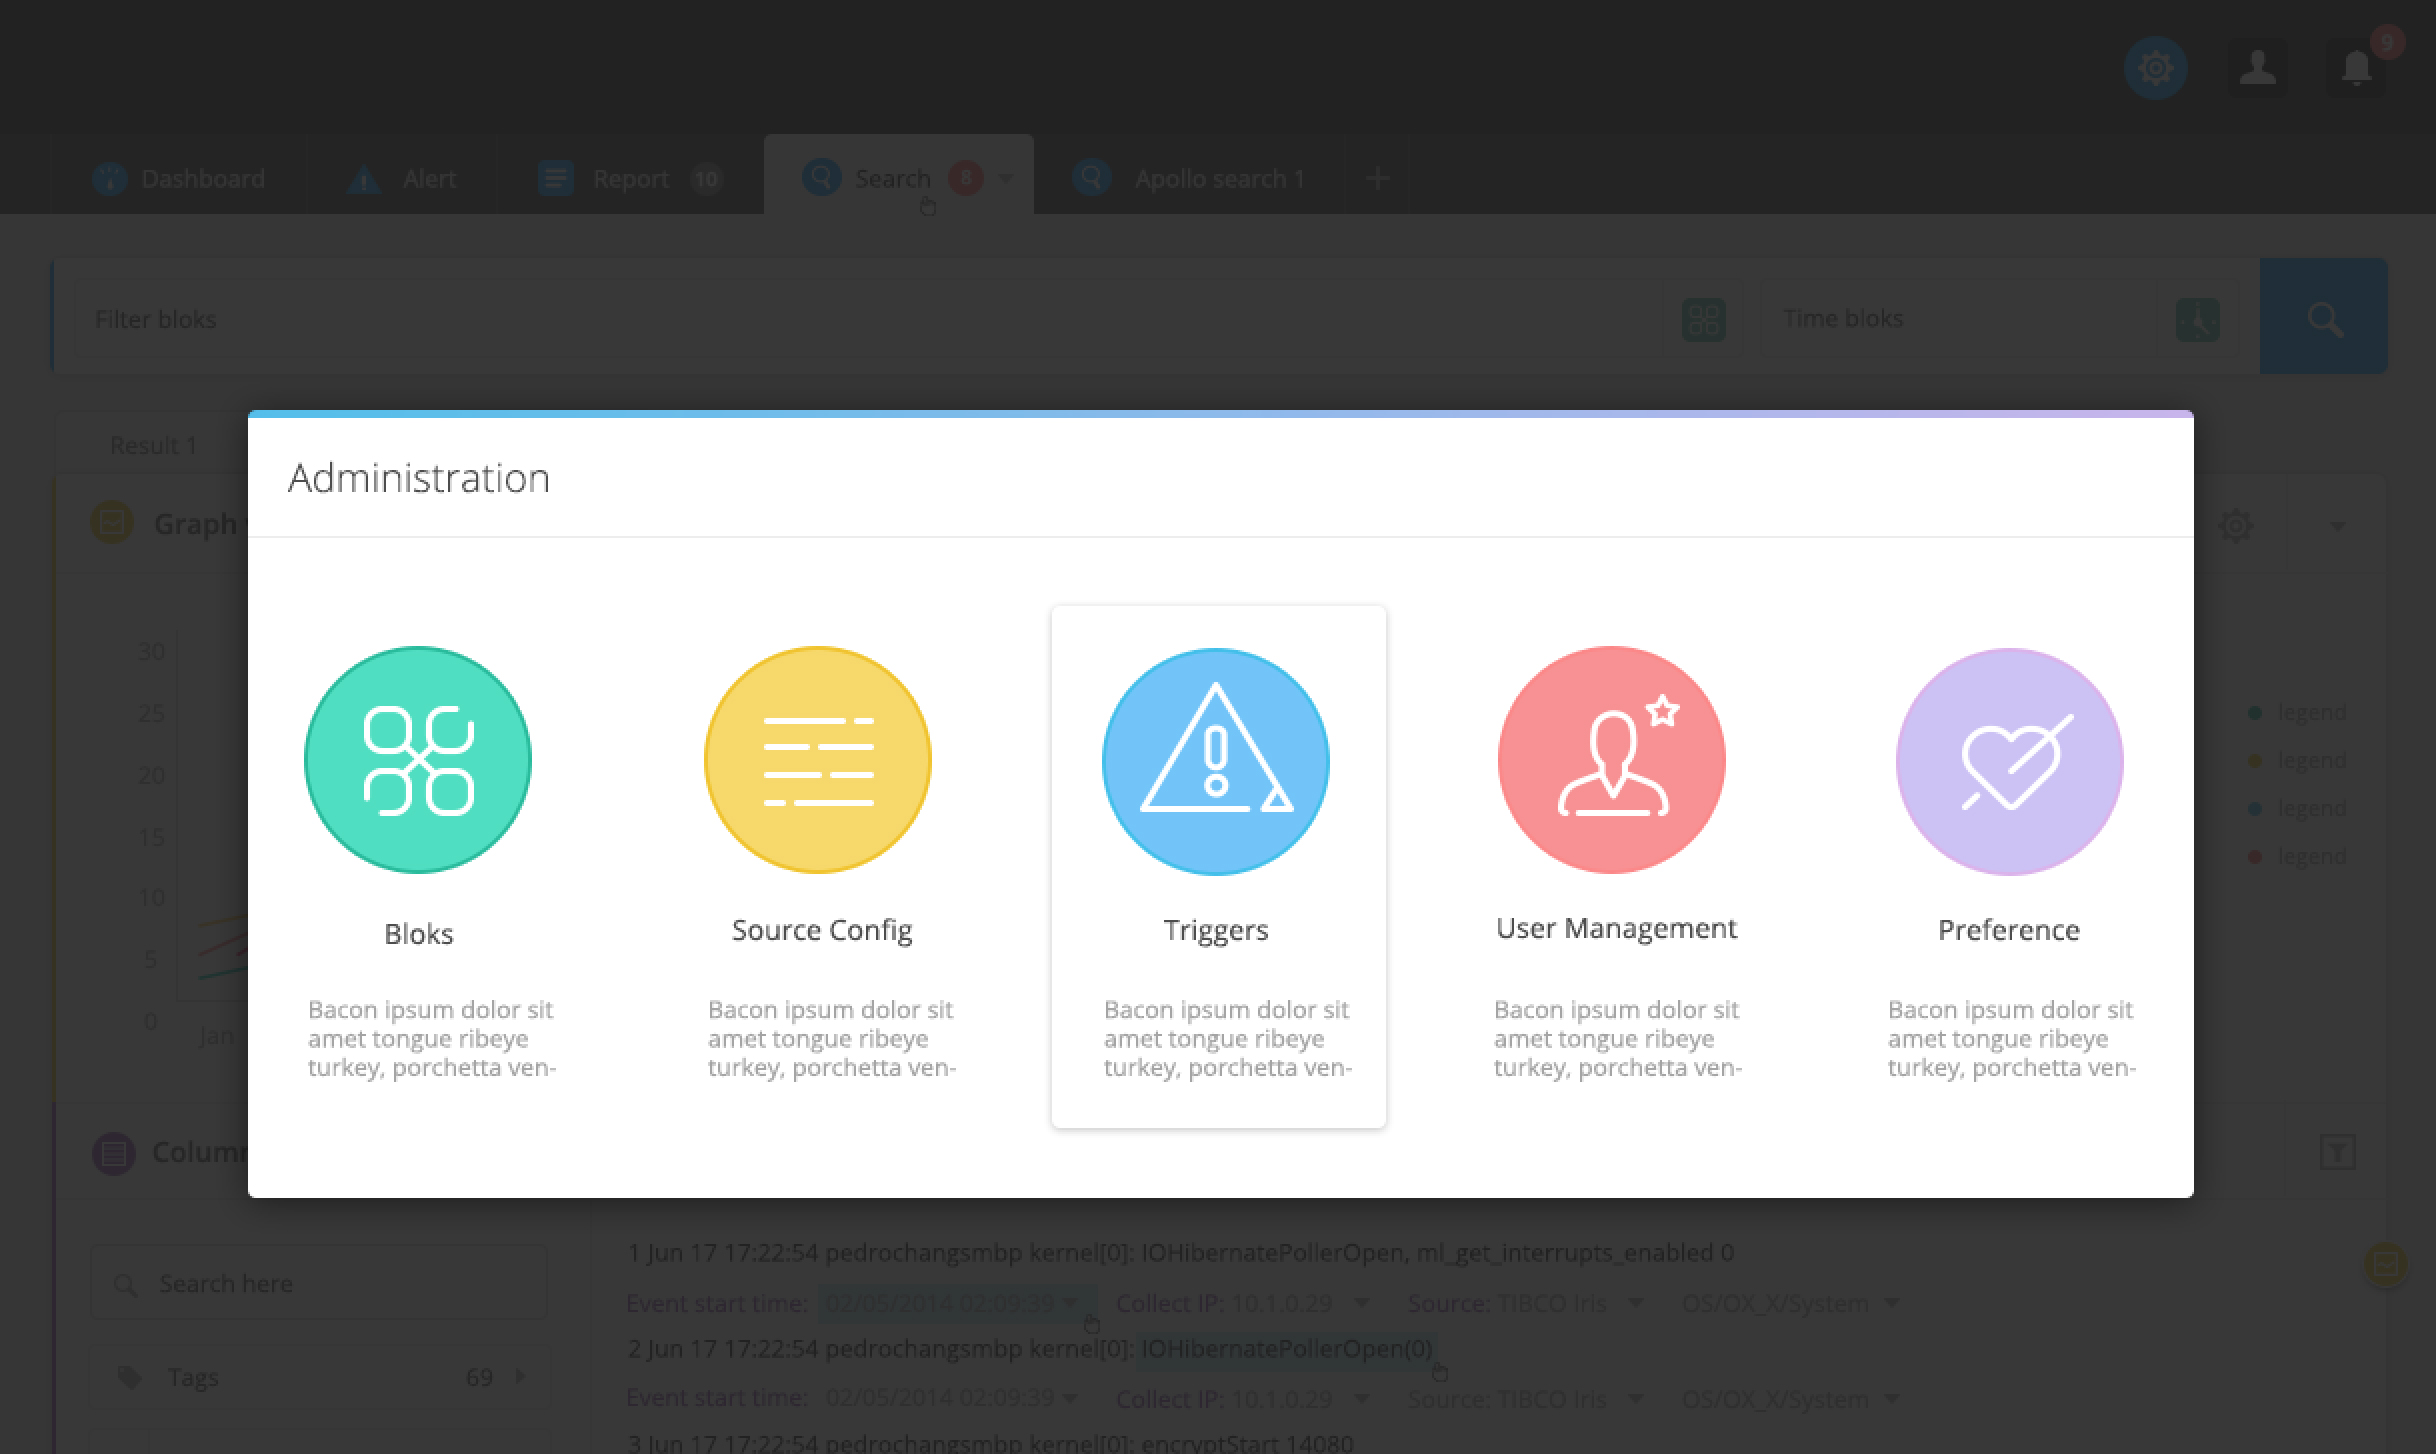 9
Dashboard
Alert
Report 10
Search 8
Apollo search 1
Filter bloks
Time bloks
Result 1
Administration
Graph
30
25
20
15
10
5
0
Jan
legend
legend
legend
legend
Bloks
Bacon ipsum dolor sit
amet tongue ribeye
turkey, porchetta ven-
Source Config
Bacon ipsum dolor sit
amet tongue ribeye
turkey, porchetta ven-
Triggers
Bacon ipsum dolor sit
amet tongue ribeye
turkey, porchetta ven-
User Management
Bacon ipsum dolor sit
amet tongue ribeye
turkey, porchetta ven-
Preference
Bacon ipsum dolor sit
amet tongue ribeye
turkey, porchetta ven-
Column
Search here
Tags 69
1 Jun 17 17:22:54 pedrochangsmbp kernel[0]: IOHibernatePollerOpen, ml_get_interrupts_enabled 0
Event start time: 02/05/2014 02:09:39 Collect IP: 10.1.0.29 Source: TIBCO Iris OS/OX_X/System
2 Jun 17 17:22:54 pedrochangsmbp kernel[0]: IOHibernatePollerOpen(0)
Event start time: 02/05/2014 02:09:39 Collect IP: 10.1.0.29 Source: TIBCO Iris OS/OX_X/System
3 Jun 17 17:22:54 pedrochangsmbp kernel[0]: encryptStart 14080